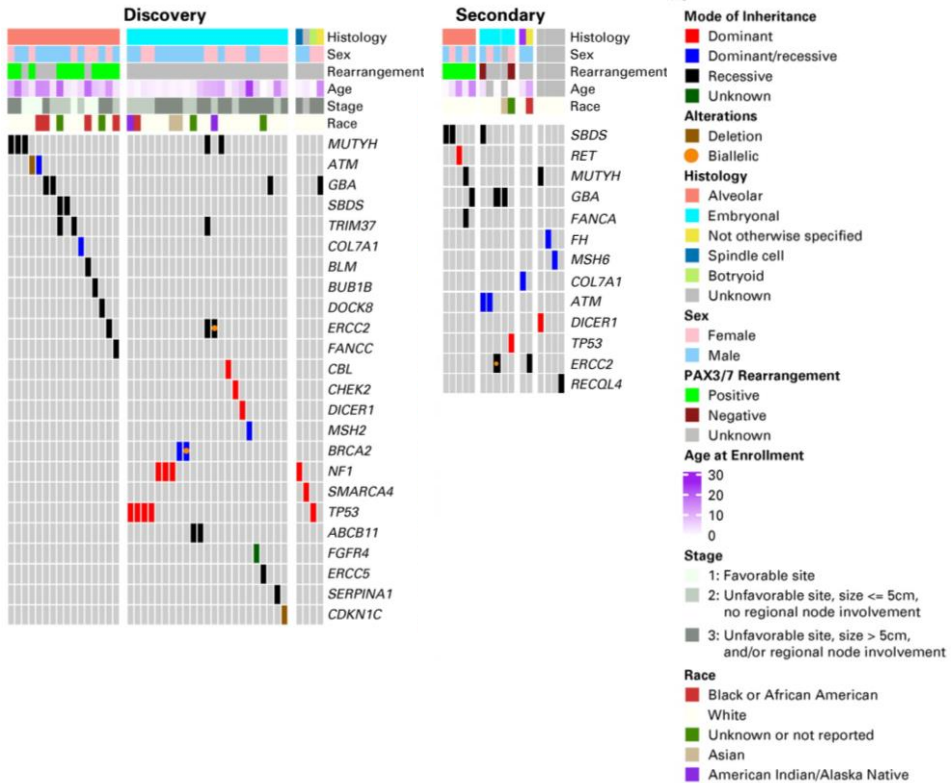 Discovery
Histology
Sex
Rearrangement
Age
Stage
Race
MUTYH
ATM
GBA
SBDS
TRIM37
COL7A1
BLM
BUB1B
DOCK8
ERCC2
FANCC
CBL
CHEK2
DICER1
MSH2
BRCA2
NF1
SMARCA4
TP53
ABCB11
FGFR4
ERCC5
SERPINA1
CDKN1C
Secondary
Histology
Sex
Rearrangement
Age
Race
SBDS
RET
MUTYH
GBA
FANCA
FH
MSH6
COL7A1
ATM
DICER1
TP53
ERCC2
RECQL4
Mode of Inheritance
Dominant
Dominant/recessive
Recessive
Unknown
Alterations
Deletion
Biallelic
Histology
Alveolar
Embryonal
Not otherwise specified
Spindle cell
Botryoid
Unknown
Sex
Female
Male
PAX3/7 Rearrangement
Positive
Negative
Unknown
Age at Enrollment
30
20
10
0
Stage
1: Favorable site
2: Unfavorable site, size <= 5cm,
no regional node involvement
3: Unfavorable site, size > 5cm,
and/or regional node involvement
Race
Black or African American
White
Unknown or not reported
Asian
American Indian/Alaska Native